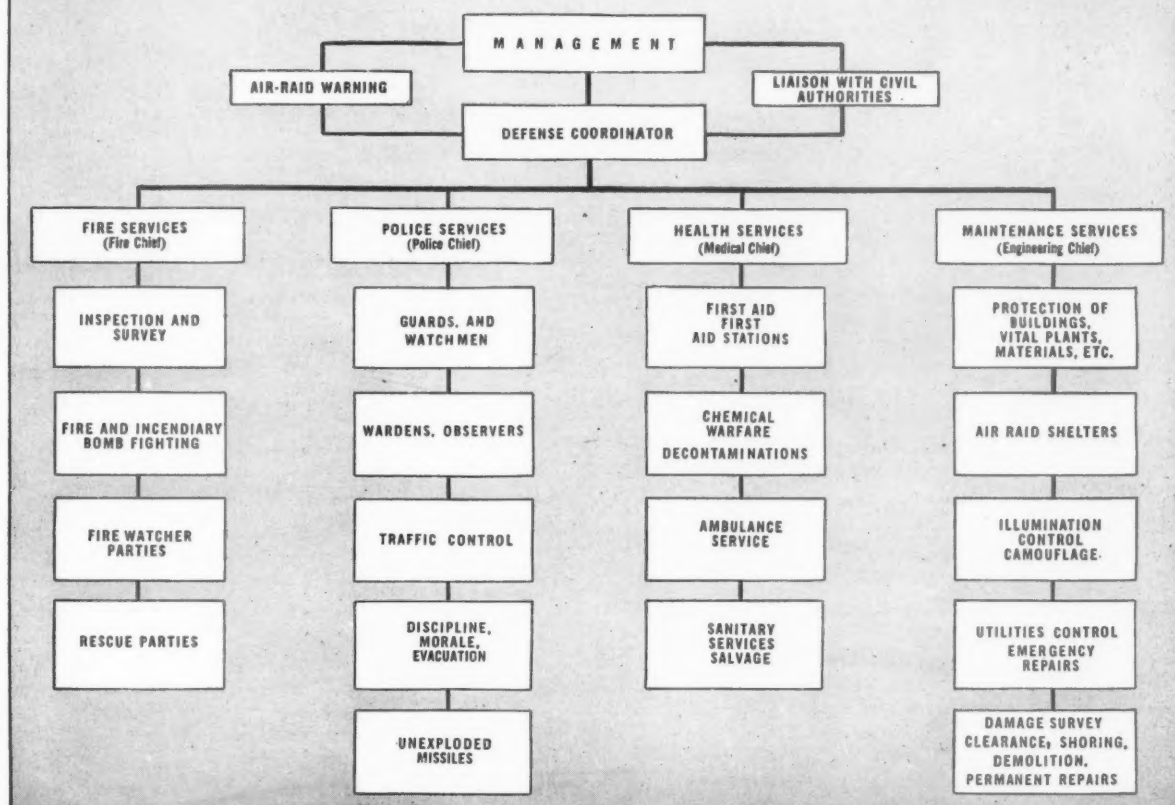 MANAGEMENT
AIR-RAID WARNING
LIAISON WITH CIVIL
AUTHORITIES
DEFENSE COORDINATOR
FIRE SERVICES
(Fire Chief)
INSPECTION AND
SURVEY
FIRE AND INCENDIARY
BOMB FIGHTING
FIRE WATCHER
PARTIES
RESCUE PARTIES
POLICE SERVICES
(Police Chief)
GUARDS, AND
WATCHMEN
WARDENS, OBSERVERS
TRAFFIC CONTROL
DISCIPLINE,
MORALE,
EVACUATION
UNEXPLODED
MISSILES
HEALTH SERVICES
(Medical Chief)
FIRST AID
FIRST
AID STATIONS
CHEMICAL
WARFARE
DECONTAMINATIONS
AMBULANCE
SERVICE
SANITARY
SERVICES
SALVAGE
MAINTENANCE SERVICES
(Engineering Chief)
PROTECTION OF
BUILDINGS,
VITAL PLANTS,
MATERIALS, ETC.
AIR RAID SHELTERS
ILLUMINATION
CONTROL
CAMOUFLAGE
UTILITIES CONTROL
EMERGENCY
REPAIRS
DAMAGE SURVEY
CLEARANCE, SHORING,
DEMOLITION,
PERMANENT REPAIRS